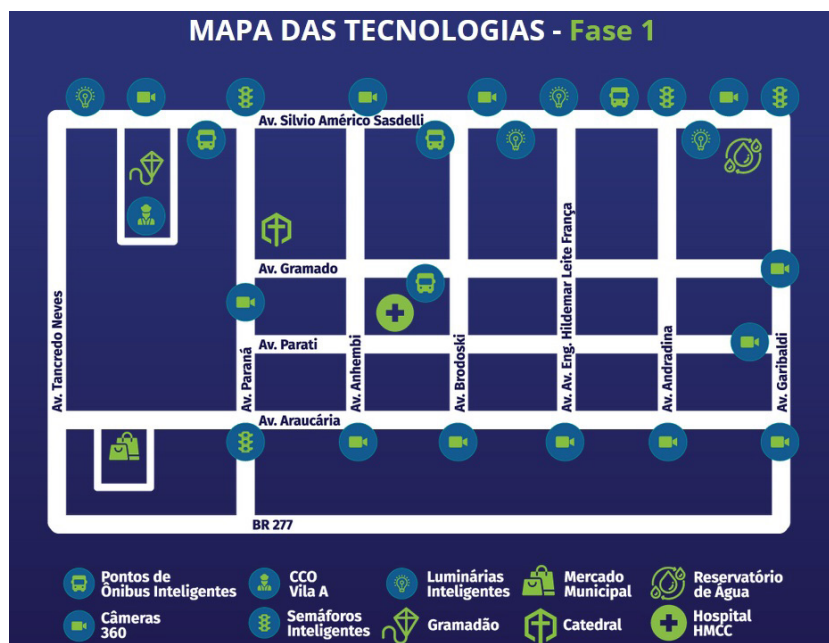 MAPA DAS TECNOLOGIAS - Fase 1
Av. Silvio Américo Sasdelli
Av. Gramado
Av. Parati
Av. Araucária
BR 277
Av. Tancredo Neves
Av. Paraná
Av. Anhembi
Av. Brodoski
Av. Av. Eng. Hildemar Leite França
Av. Andradina
Av. Garibaldi
Pontos de
Ônibus Inteligentes
CCO
Vila A
Luminárias
Inteligentes
Mercado
Municipal
Reservatório
de Água
Câmeras
360
Semáforos
Inteligentes
Gramadão
Catedral
Hospital
HMCC